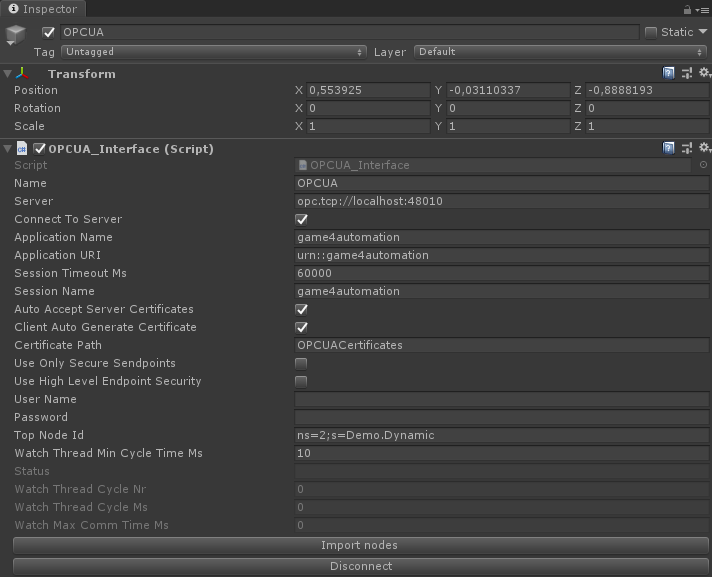 Inspector
OPCUA Static
Tag Untagged Layer Default
Transform
Position X 0,553925 Y -0,03110337 Z -0,8888193
Rotation X 0 Y 0 Z 0
Scale X 1 Y 1 Z 1
OPCUA_Interface (Script)
Script OPCUA_Interface
Name OPCUA
Server opc.tcp://localhost:48010
Connect To Server
Application Name game4automation
Application URI urn::game4automation
Session Timeout Ms 60000
Session Name game4automation
Auto Accept Server Certificates
Client Auto Generate Certificate
Certificate Path OPCUACertificates
Use Only Secure Sendpoints
Use High Level Endpoint Security
User Name
Password
Top Node Id ns=2;s=Demo.Dynamic
Watch Thread Min Cycle Time Ms 10
Status
Watch Thread Cycle Nr 0
Watch Thread Cycle Ms 0
Watch Max Comm Time Ms 0
Import nodes
Disconnect